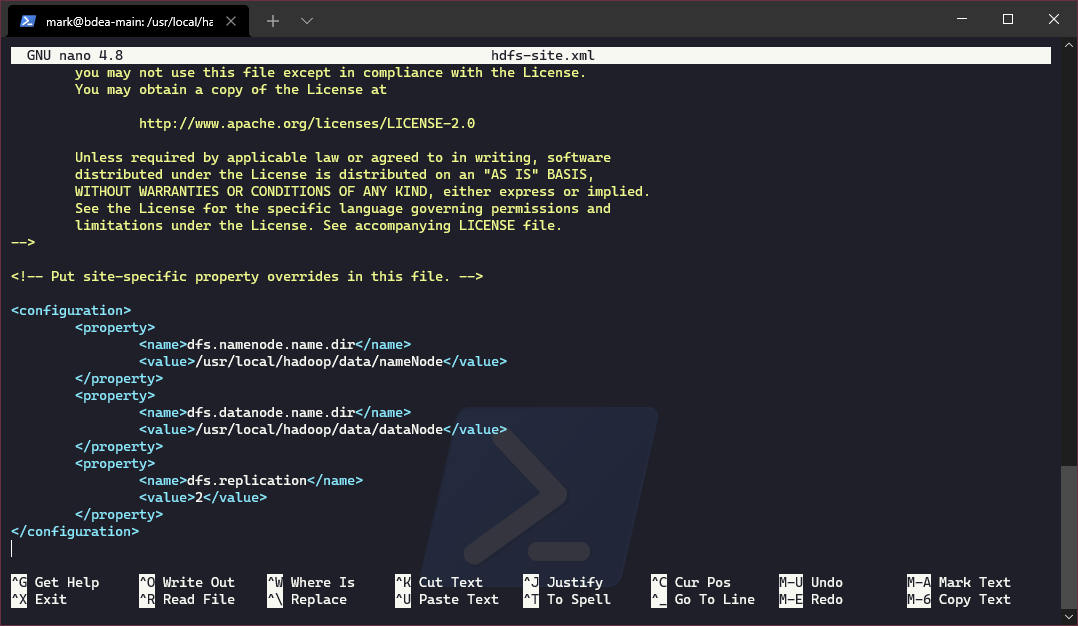 mark@bdea-main: /usr/local/ha
GNU nano 4.8 hdfs-site.xml
you may not use this file except in compliance with the License.
You may obtain a copy of the License at
http://www.apache.org/licenses/LICENSE-2.0
Unless required by applicable law or agreed to in writing, software
distributed under the License is distributed on an "AS IS" BASIS,
WITHOUT WARRANTIES OR CONDITIONS OF ANY KIND, either express or implied.
See the License for the specific language governing permissions and
limitations under the License. See accompanying LICENSE file.
-->
<!-- Put site-specific property overrides in this file. -->
<configuration>
<property>
<name>dfs.namenode.name.dir</name>
<value>/usr/local/hadoop/data/nameNode</value>
</property>
<property>
<name>dfs.datanode.name.dir</name>
<value>/usr/local/hadoop/data/dataNode</value>
</property>
<property>
<name>dfs.replication</name>
<value>2</value>
</property>
</configuration>
^G Get Help ^O Write Out ^W Where Is ^K Cut Text ^J Justify ^C Cur Pos M-U Undo M-A Mark Text
^X Exit ^R Read File ^\ Replace ^U Paste Text ^T To Spell ^_ Go To Line M-E Redo M-6 Copy Text